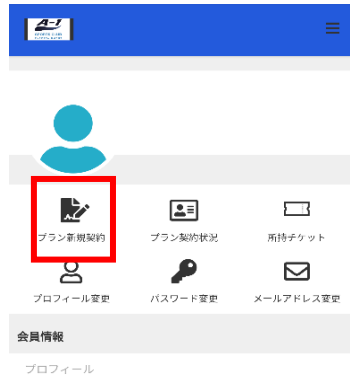 A-1
プラン新規契約
プラン契約状況
所持チケット
プロフィール変更
パスワード変更
メールアドレス変更
会員情報
プロフィール